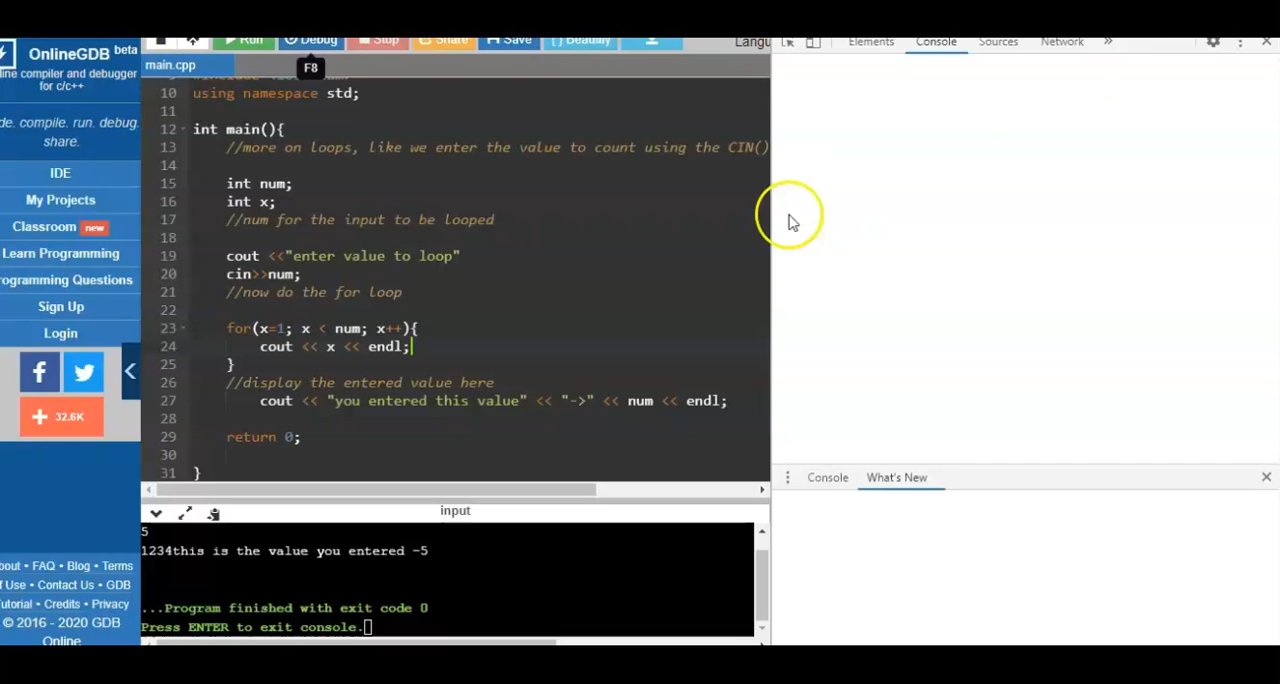 OnlineGDB beta
nline compiler and debugger
for c/c++
de. compile. run. debug.
share.
IDE
My Projects
Classroom new
Learn Programming
rogramming Questions
Sign Up
Login
32.6K
bout • FAQ • Blog • Terms
f Use • Contact Us • GDB
utorial • Credits • Privacy
© 2016 - 2020 GDB
Online
Run Debug Stop Share Save { } Beautify
Langu
F8
main.cpp
10 using namespace std;
11
12 int main(){
13 //more on loops, like we enter the value to count using the CIN()
14
15 int num;
16 int x;
17 //num for the input to be looped
18
19 cout <<"enter value to loop"
20 cin>>num;
21 //now do the for loop
22
23 for(x=1; x < num; x++){
24 cout << x << endl;
25 }
26 //display the entered value here
27 cout << "you entered this value" << "->" << num << endl;
28
29 return 0;
30
31 }
input
5
1234this is the value you entered -5
...Program finished with exit code 0
Press ENTER to exit console.
Elements Console Sources Network »
Console What's New